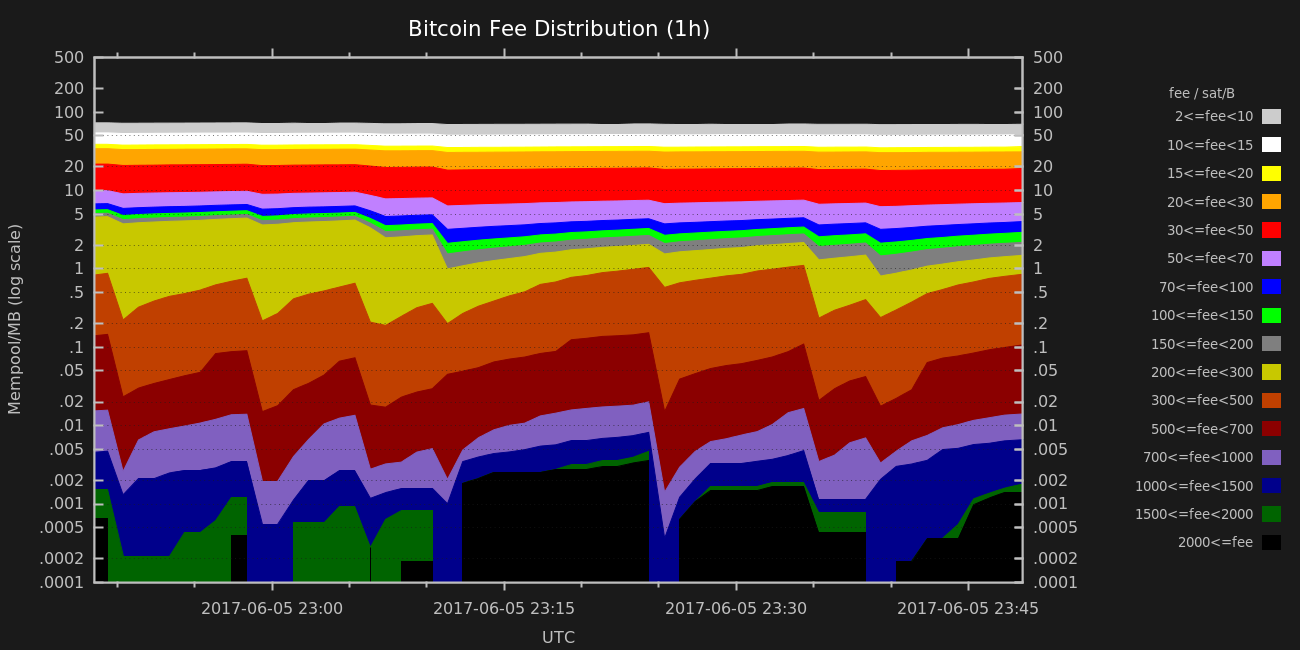 Bitcoin Fee Distribution (1h)
500
200
100
50
20
10
5
2
1
.5
.2
.1
.05
.02
.01
.005
.002
.001
.0005
.0002
.0001
Mempool/MB (log scale)
500
200
100
50
20
10
5
2
1
.5
.2
.1
.05
.02
.01
.005
.002
.001
.0005
.0002
.0001
2017-06-05 23:00 2017-06-05 23:15 2017-06-05 23:30 2017-06-05 23:45
UTC
fee / sat/B
2<=fee<10
10<=fee<15
15<=fee<20
20<=fee<30
30<=fee<50
50<=fee<70
70<=fee<100
100<=fee<150
150<=fee<200
200<=fee<300
300<=fee<500
500<=fee<700
700<=fee<1000
1000<=fee<1500
1500<=fee<2000
2000<=fee